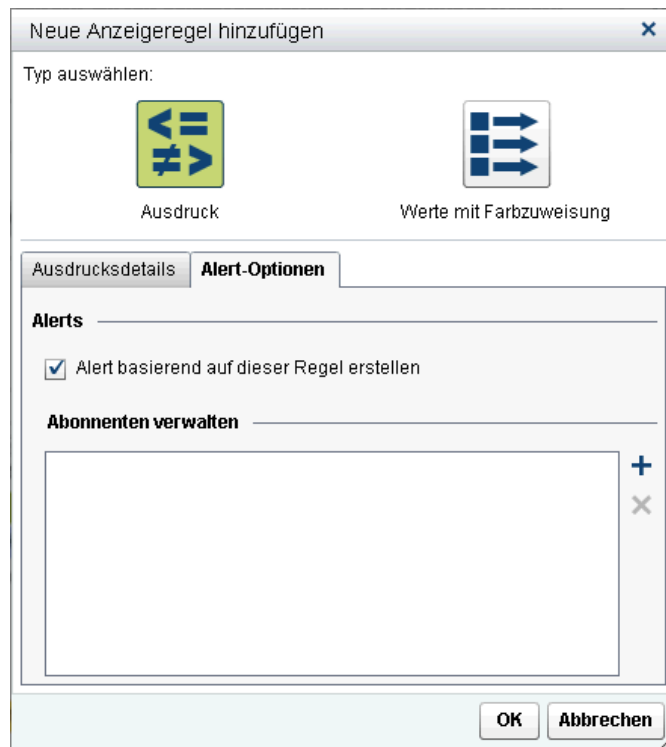 Neue Anzeigeregel hinzufügen
Typ auswählen:
Ausdruck
Werte mit Farbzuweisung
Ausdrucksdetails
Alert-Optionen
Alerts
Alert basierend auf dieser Regel erstellen
Abonnenten verwalten
OK
Abbrechen